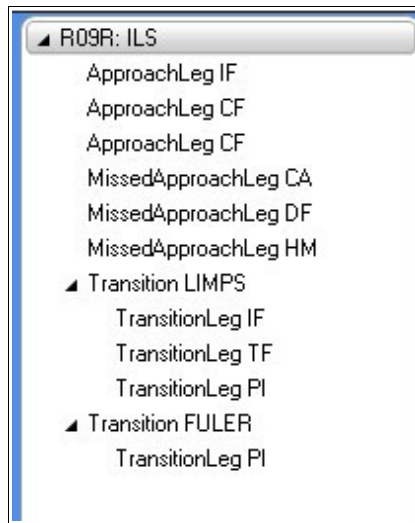 R09R: ILS
ApproachLeg IF
ApproachLeg CF
ApproachLeg CF
MissedApproachLeg CA
MissedApproachLeg DF
MissedApproachLeg HM
Transition LIMPS
TransitionLeg IF
TransitionLeg TF
TransitionLeg PI
Transition FULER
TransitionLeg PI